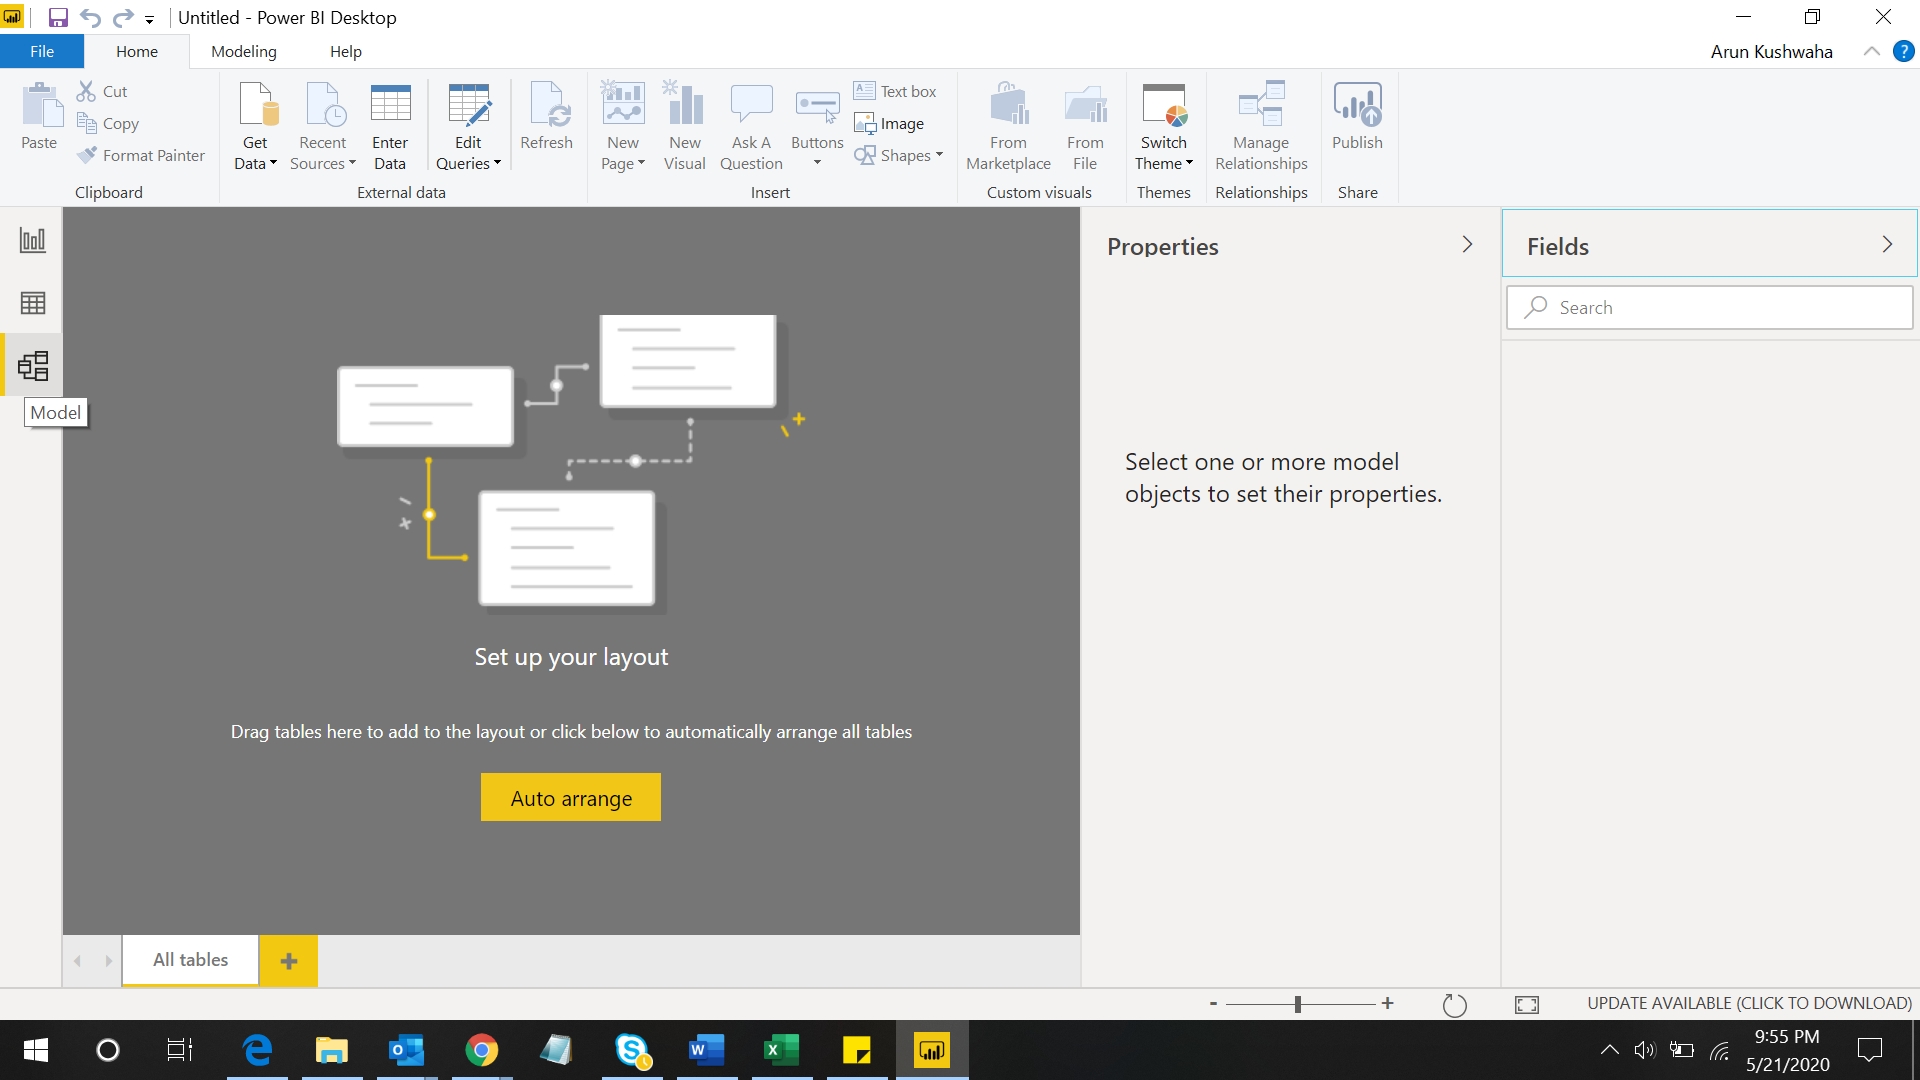 Untitled - Power BI Desktop
File
Home
Modeling
Help
Arun Kushwaha
?
Paste
Cut
Copy
Format Painter
Clipboard
Get
Data
Recent
Sources
Enter
Data
Edit
Queries
Refresh
External data
New
Page
New
Visual
Ask A
Question
Buttons
Text box
Image
Shapes
Insert
From
Marketplace
From
File
Custom visuals
Switch
Theme
Themes
Manage
Relationships
Relationships
Publish
Share
Model
Set up your layout
Drag tables here to add to the layout or click below to automatically arrange all tables
Auto arrange
Properties
Select one or more model
objects to set their properties.
Fields
Search
All tables
+
- +
UPDATE AVAILABLE (CLICK TO DOWNLOAD)
9:55 PM
5/21/2020